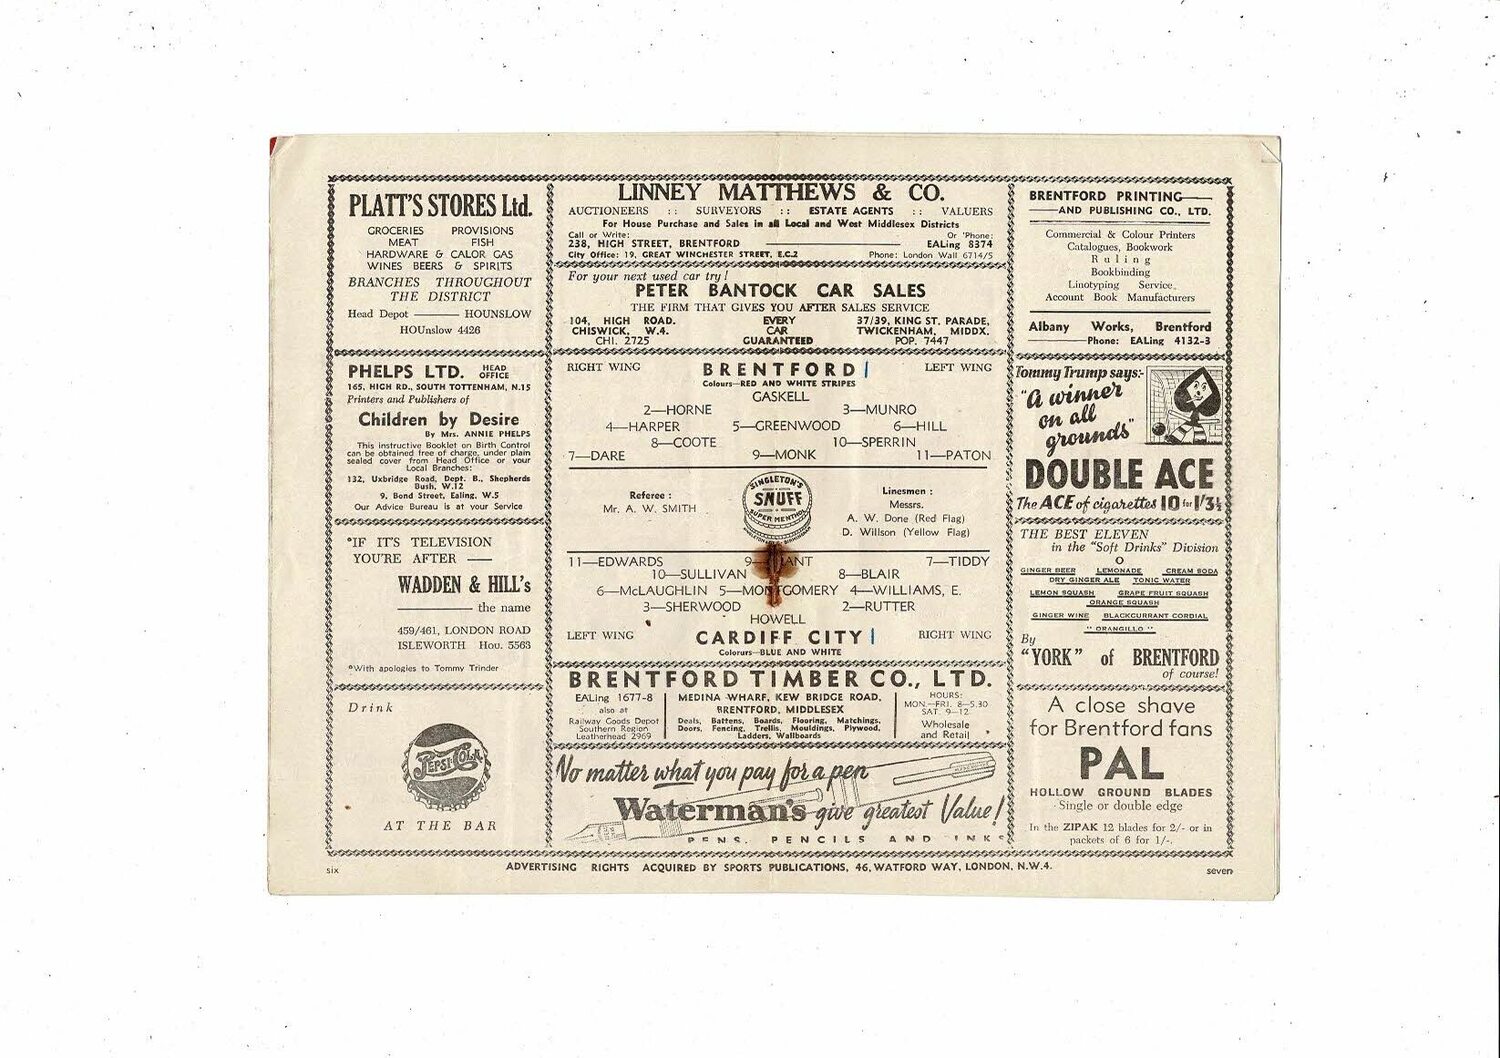 PLATT'S STORES Ltd.
GROCERIES PROVISIONS
MEAT FISH
HARDWARE & CALOR GAS
WINES BEERS & SPIRITS
BRANCHES THROUGHOUT
THE DISTRICT
Head Depot HOUNSLOW
HOUnslow 4426
PHELPS LTD. HEAD OFFICE
165, HIGH RD., SOUTH TOTTENHAM, N.15
Printers and Publishers of
Children by Desire
By Mrs. ANNIE PHELPS
This instructive Booklet on Birth Control
can be obtained free of charge, under plain
sealed cover from Head Office or your
Local Branches:
132, Uxbridge Road, Dept. B., Shepherds
Bush, W.12
9, Bond Street, Ealing, W.5
Our Advice Bureau is at your Service
*IF IT'S TELEVISION
YOU'RE AFTER —
WADDEN & HILL's
the name
459/461, LONDON ROAD
ISLEWORTH Hou. 5563
*With apologies to Tommy Trinder
Drink
PEPSI-COLA
AT THE BAR
LINNEY MATTHEWS & CO.
AUCTIONEERS :: SURVEYORS :: ESTATE AGENTS :: VALUERS
For House Purchase and Sales in all Local and West Middlesex Districts
Call or Write: Or 'Phone:
238, HIGH STREET, BRENTFORD EALing 8374
City Office: 19, GREAT WINCHESTER STREET, E.C.2 Phone: London Wall 6714/5
For your next used car try!
PETER BANTOCK CAR SALES
THE FIRM THAT GIVES YOU AFTER SALES SERVICE
104, HIGH ROAD. EVERY 37/39, KING ST. PARADE,
CHISWICK, W.4. CAR TWICKENHAM, MIDDX.
CHI. 2725 GUARANTEED POP. 7447
RIGHT WING BRENTFORD LEFT WING
Colours—RED AND WHITE STRIPES
GASKELL
2—HORNE 3—MUNRO
4—HARPER 5—GREENWOOD 6—HILL
8—COOTE 10—SPERRIN
7—DARE 9—MONK 11—PATON
Referee :
Mr. A. W. SMITH
SINGLETON'S
SNUFF
SUPER MENTHOL
Linesmen :
Messrs.
A. W. Done (Red Flag)
D. Willson (Yellow Flag)
11—EDWARDS 9— 7—TIDDY
10—SULLIVAN 8—BLAIR
6—McLAUGHLIN 5—MONTGOMERY 4—WILLIAMS, E.
3—SHERWOOD 2—RUTTER
HOWELL
LEFT WING CARDIFF CITY RIGHT WING
Colorurs—BLUE AND WHITE
BRENTFORD TIMBER CO., LTD.
EALing 1677-8
also at
Railway Goods Depot
Southern Region
Leatherhead 2969
MEDINA WHARF, KEW BRIDGE ROAD,
BRENTFORD, MIDDLESEX
Deals, Battens, Boards, Flooring, Matchings,
Doors, Fencing, Trellis, Mouldings, Plywood,
Ladders, Wallboards
HOURS:
MON.—FRI. 8—5.30
SAT. 9—12
Wholesale
and Retail
No matter what you pay for a pen
Waterman's give greatest Value!
PENS. PENCILS AND INKS
BRENTFORD PRINTING
AND PUBLISHING CO., LTD.
Commercial & Colour Printers
Catalogues, Bookwork
Ruling
Bookbinding
Linotyping Service,
Account Book Manufacturers
Albany Works, Brentford
Phone: EALing 4132-3
Tommy Trump says:-
"A winner
on all
grounds"
DOUBLE ACE
The ACE of cigarettes 10 for 1/3½
THE BEST ELEVEN
in the "Soft Drinks" Division
O
GINGER BEER LEMONADE CREAM SODA
DRY GINGER ALE TONIC WATER
LEMON SQUASH GRAPE FRUIT SQUASH
ORANGE SQUASH
GINGER WINE BLACKCURRANT CORDIAL
"ORANGILLO"
By
"YORK" of BRENTFORD
of course!
A close shave
for Brentford fans
PAL
HOLLOW GROUND BLADES
Single or double edge
In the ZIPAK 12 blades for 2/- or in
packets of 6 for 1/-.
six ADVERTISING RIGHTS ACQUIRED BY SPORTS PUBLICATIONS, 46, WATFORD WAY, LONDON, N.W.4. seven